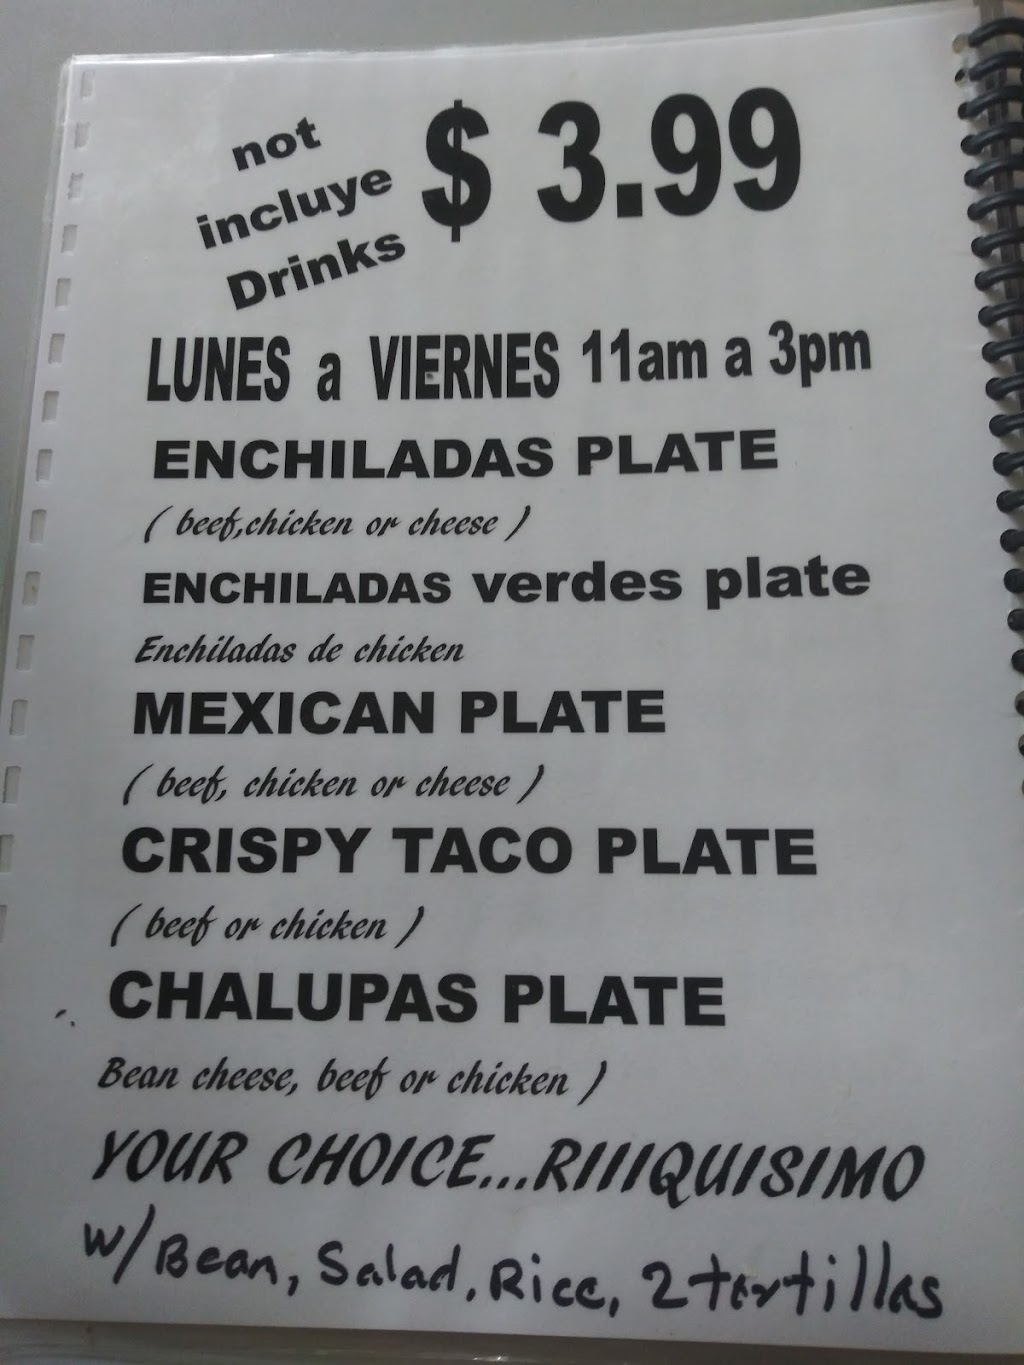 not
incluye
Drinks
$ 3.99
LUNES a VIERNES 11am a 3pm
ENCHILADAS PLATE
( beef,chicken or cheese )
ENCHILADAS verdes plate
Enchiladas de chicken
MEXICAN PLATE
( beef, chicken or cheese )
CRISPY TACO PLATE
( beef or chicken )
CHALUPAS PLATE
Bean cheese, beef or chicken )
YOUR CHOICE...RIIIQUISIMO
w/Bean, Salad, Rice, 2 tortillas